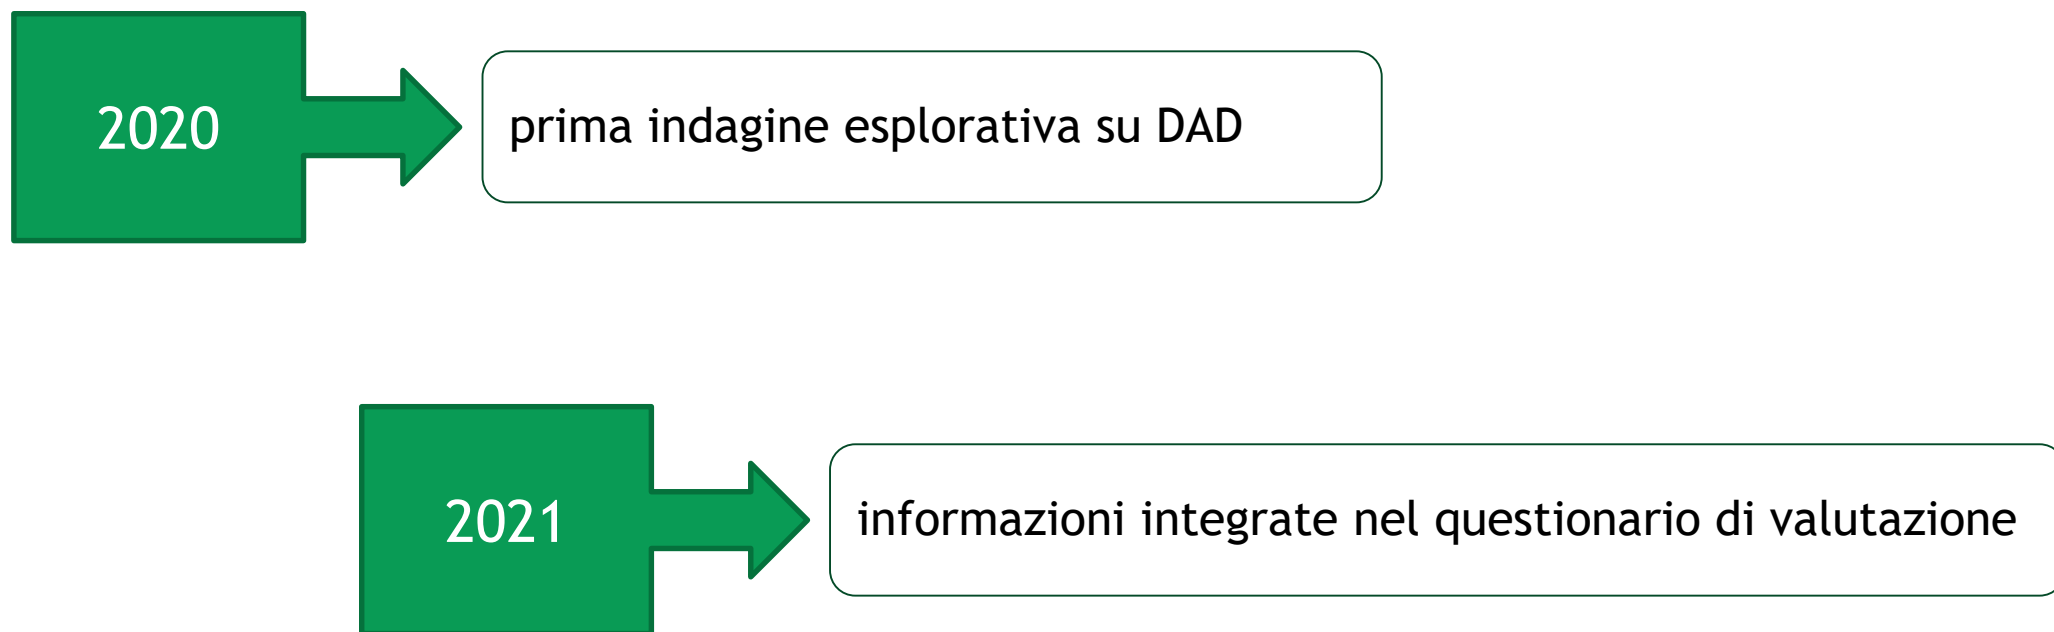 2020
prima indagine esplorativa su DAD
2021
informazioni integrate nel questionario di valutazione